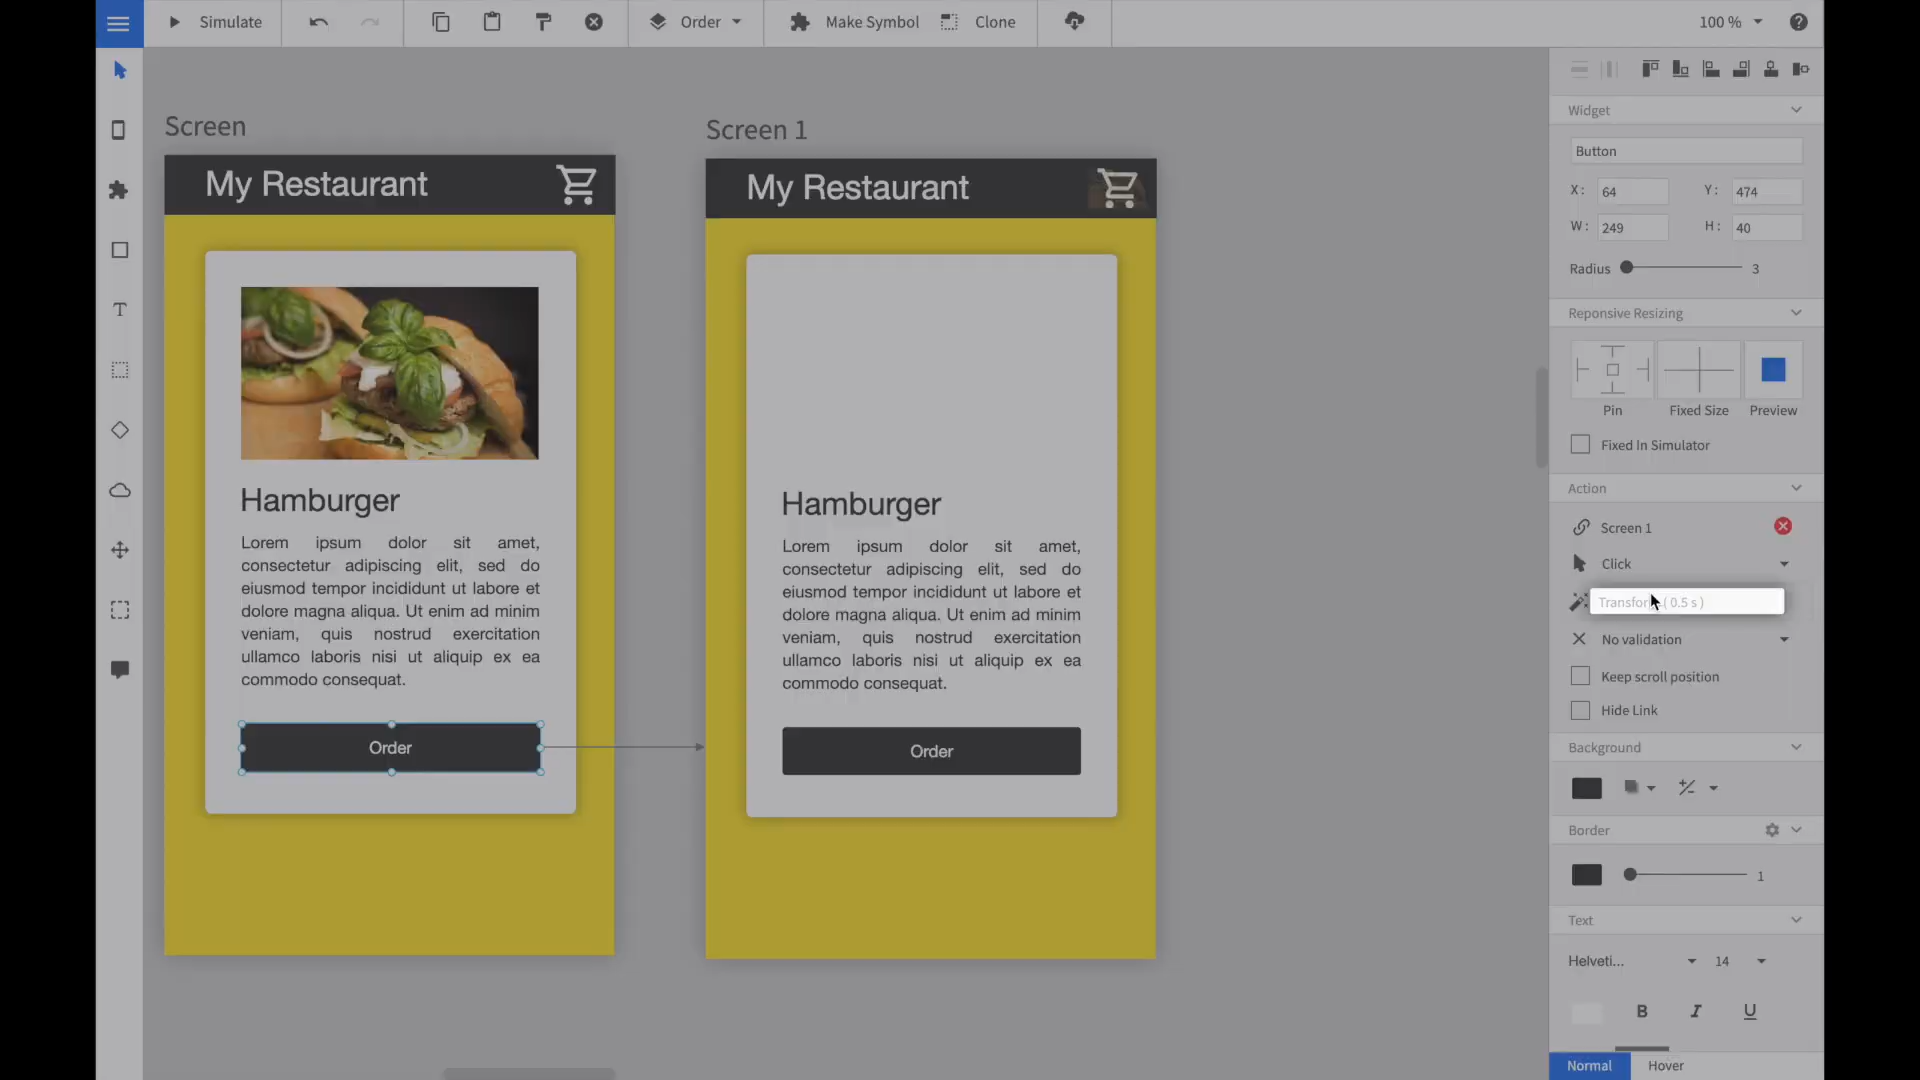 Simulate
Order
Make Symbol
Clone
100 %
Screen
My Restaurant
Hamburger
Lorem ipsum dolor sit amet,
consectetur adipiscing elit, sed do
eiusmod tempor incididunt ut labore et
dolore magna aliqua. Ut enim ad minim
veniam, quis nostrud exercitation
ullamco laboris nisi ut aliquip ex ea
commodo consequat.
Order
Screen 1
My Restaurant
Hamburger
Lorem ipsum dolor sit amet,
consectetur adipiscing elit, sed do
eiusmod tempor incididunt ut labore et
dolore magna aliqua. Ut enim ad minim
veniam, quis nostrud exercitation
ullamco laboris nisi ut aliquip ex ea
commodo consequat.
Order
Widget
Button
X : 64 Y : 474
W : 249 H : 40
Radius 3
Reponsive Resizing
Pin Fixed Size Preview
Fixed In Simulator
Action
Screen 1
Click
( 0.5 s )
No validation
Keep scroll position
Hide Link
Background
Border
1
Text
Helveti... 14
B I U
Normal Hover